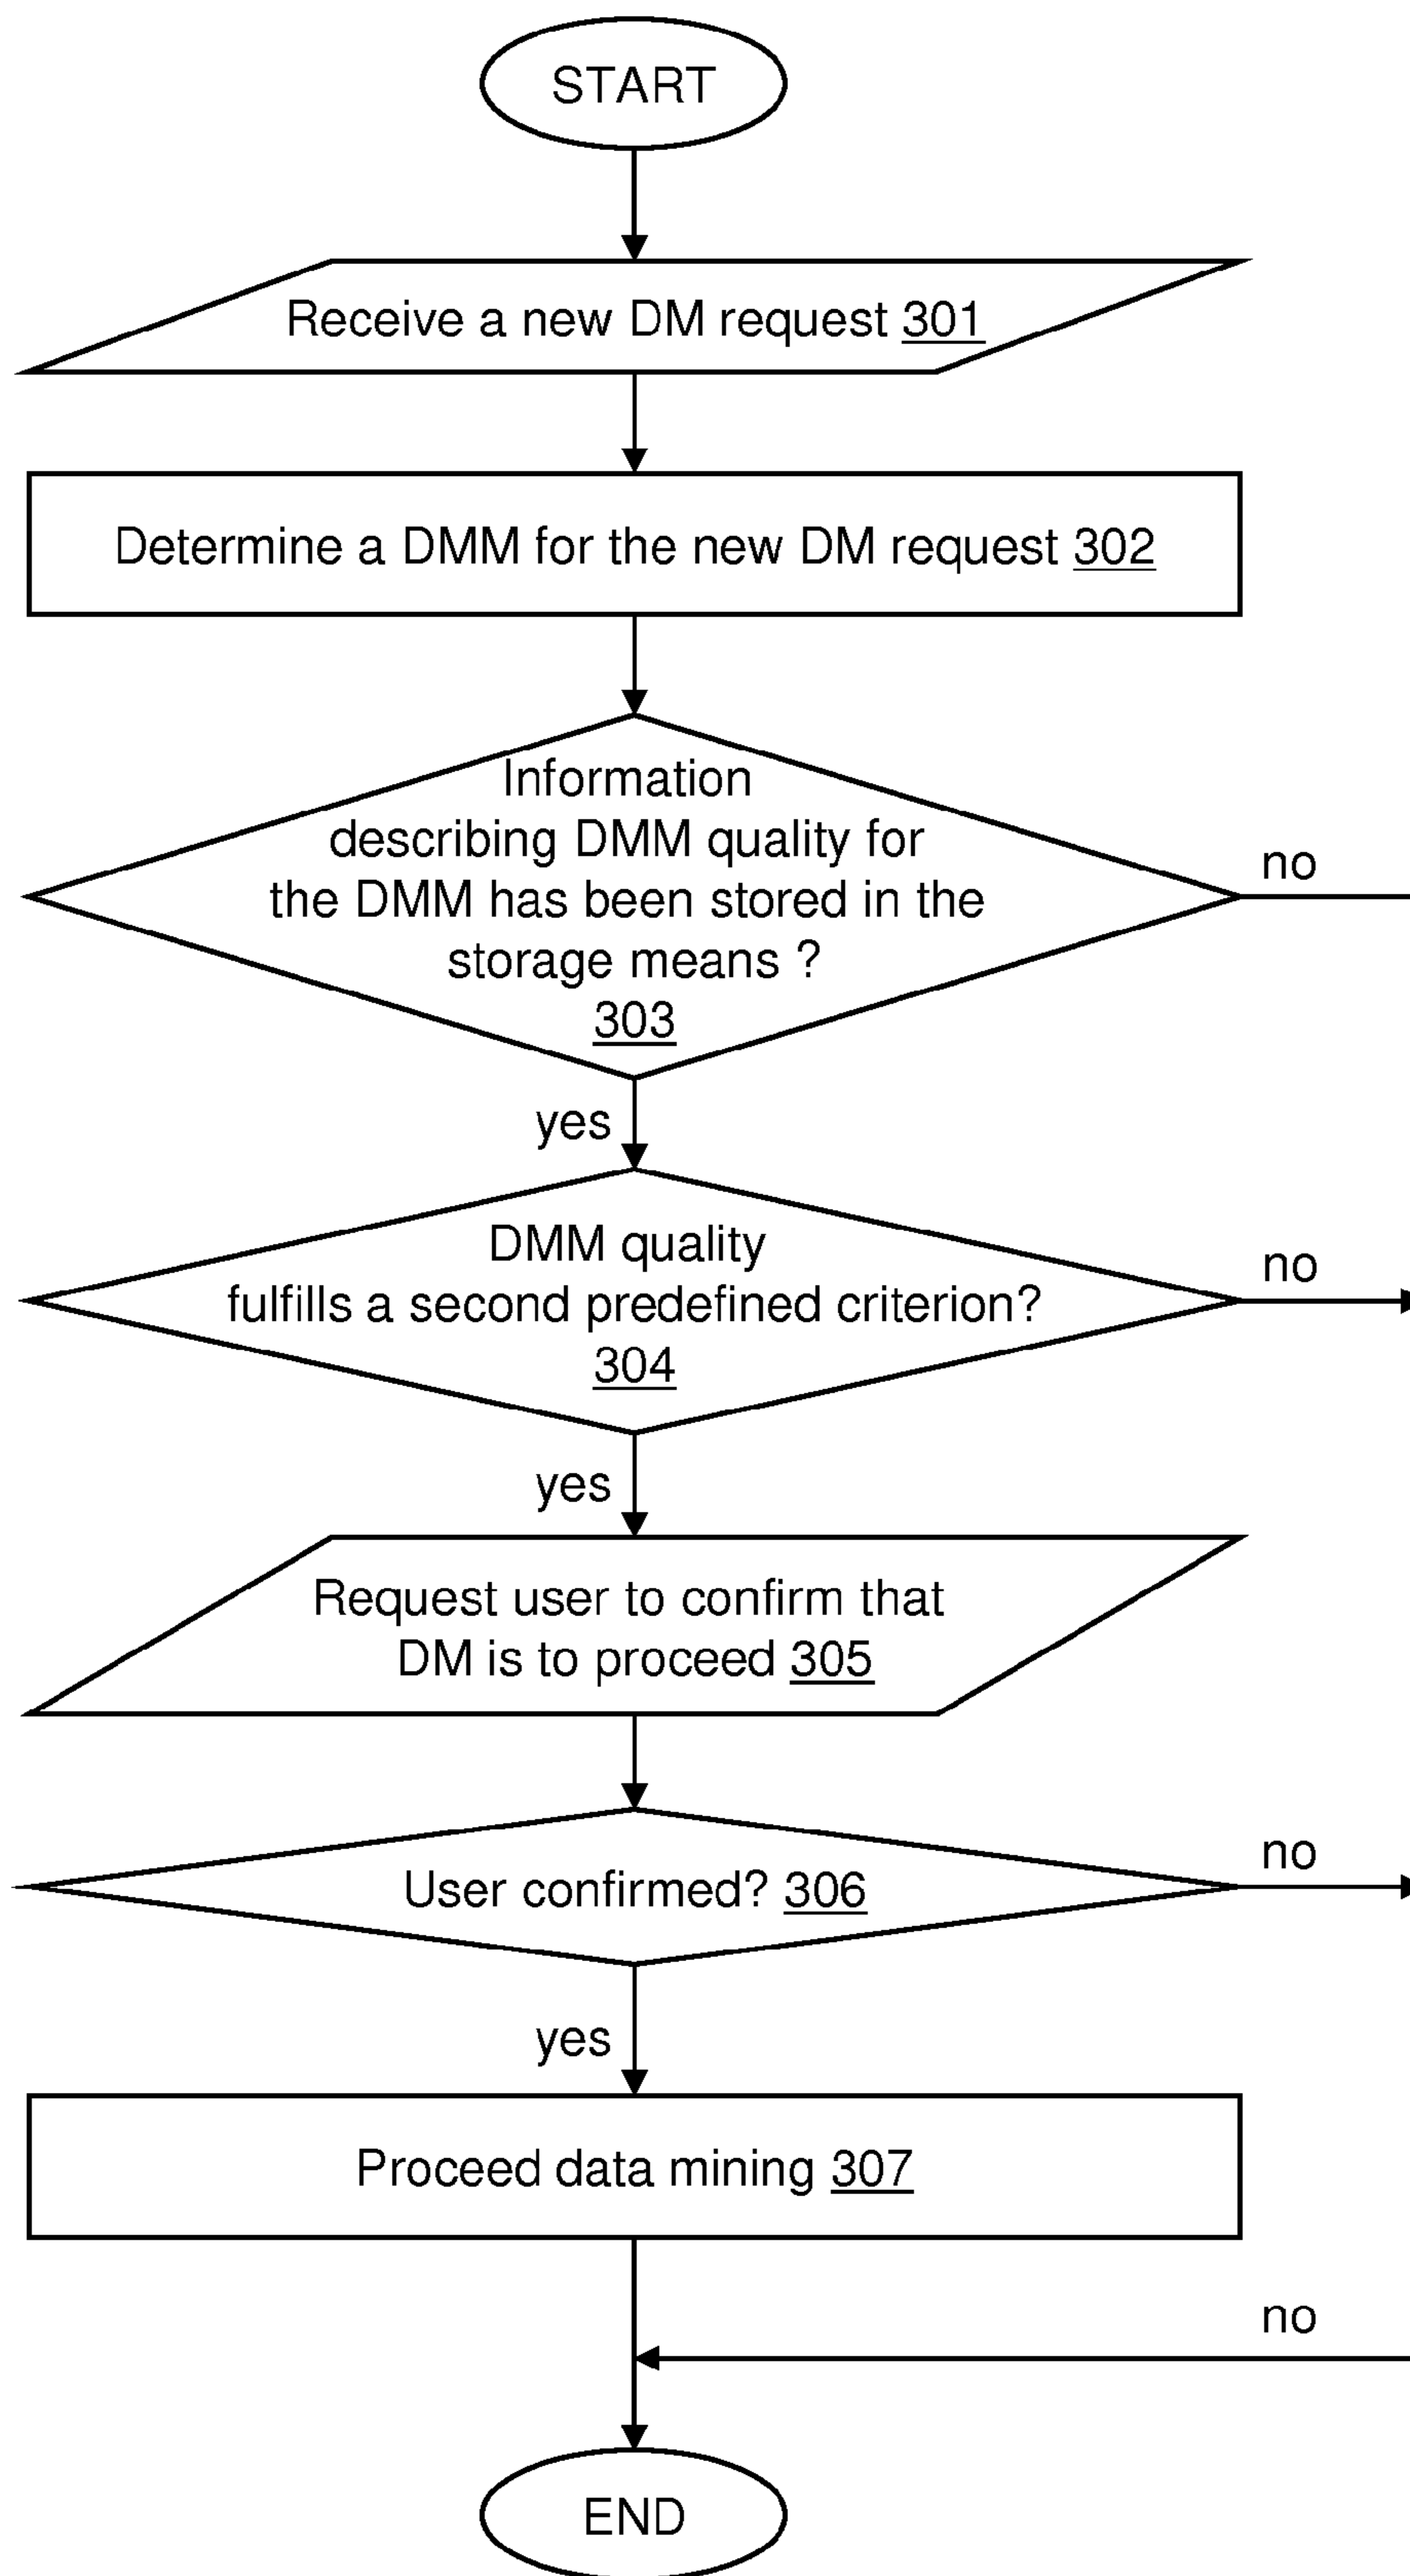 START
Receive a new DM request 301
Determine a DMM for the new DM request 302
Information
describing DMM quality for
the DMM has been stored in the
storage means ?
303
no
yes
DMM quality
fulfills a second predefined criterion?
304
no
yes
Request user to confirm that
DM is to proceed 305
User confirmed? 306
no
yes
Proceed data mining 307
no
END